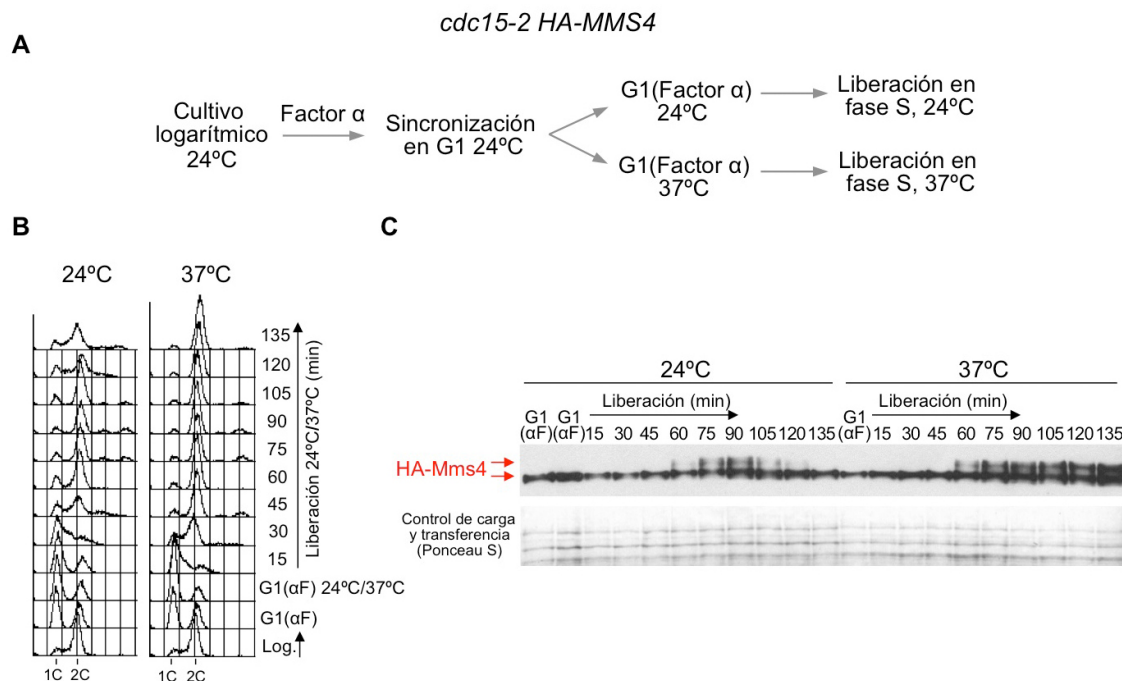 cdc15-2 HA-MMS4
A
Cultivo
logarítmico
24ºC
Factor α
Sincronización
en G1 24ºC
G1(Factor α)
24ºC
Liberación en
fase S, 24ºC
G1(Factor α)
37ºC
Liberación en
fase S, 37ºC
B
24ºC
37ºC
135
120
105
90
75
60
45
30
15
Liberación 24ºC/37ºC (min)
G1(αF) 24ºC/37ºC
G1(αF)
Log.
1C 2C
1C 2C
C
24ºC
37ºC
Liberación (min)
Liberación (min)
G1 G1
(αF)(αF) 15 30 45 60 75 90 105 120 135
G1
(αF) 15 30 45 60 75 90 105 120 135
HA-Mms4
Control de carga
y transferencia
(Ponceau S)